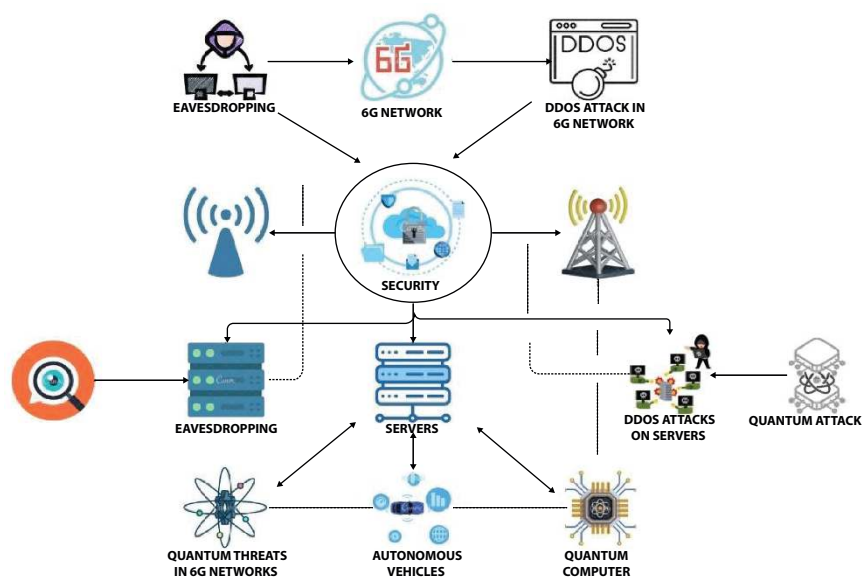 6G
DDOS
EAVESDROPPING
6G NETWORK
DDOS ATTACK IN
6G NETWORK
SECURITY
Canva
EAVESDROPPING
SERVERS
DDOS ATTACKS
ON SERVERS
QUANTUM ATTACK
QUANTUM THREATS
IN 6G NETWORKS
AUTONOMOUS
VEHICLES
QUANTUM
COMPUTER